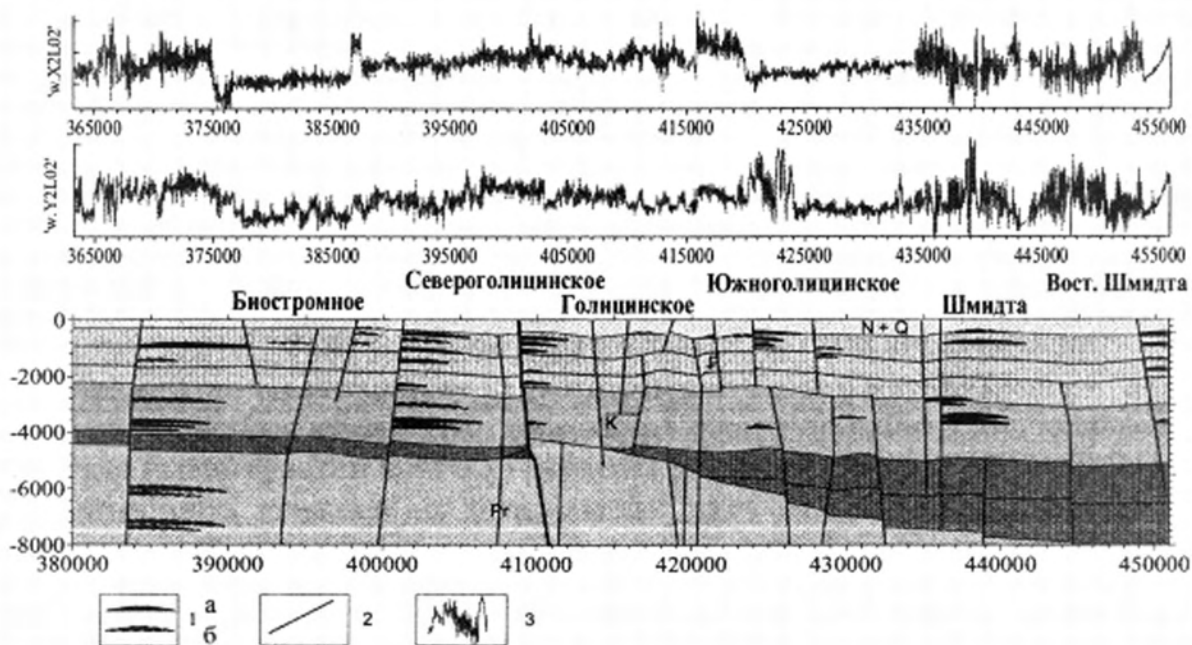 w.X2L02'
365000 375000 385000 395000 405000 415000 425000 435000 445000 455000
w.Y2L02'
365000 375000 385000 395000 405000 415000 425000 435000 445000 455000
Североголицинское Южноголицинское Вост. Шмидта
Биостромное Голицинское Шмидта
0
N + Q
-2000
-4000
K
-6000
Pr
-8000
380000 390000 400000 410000 420000 430000 440000 450000
1 а
б
2
3